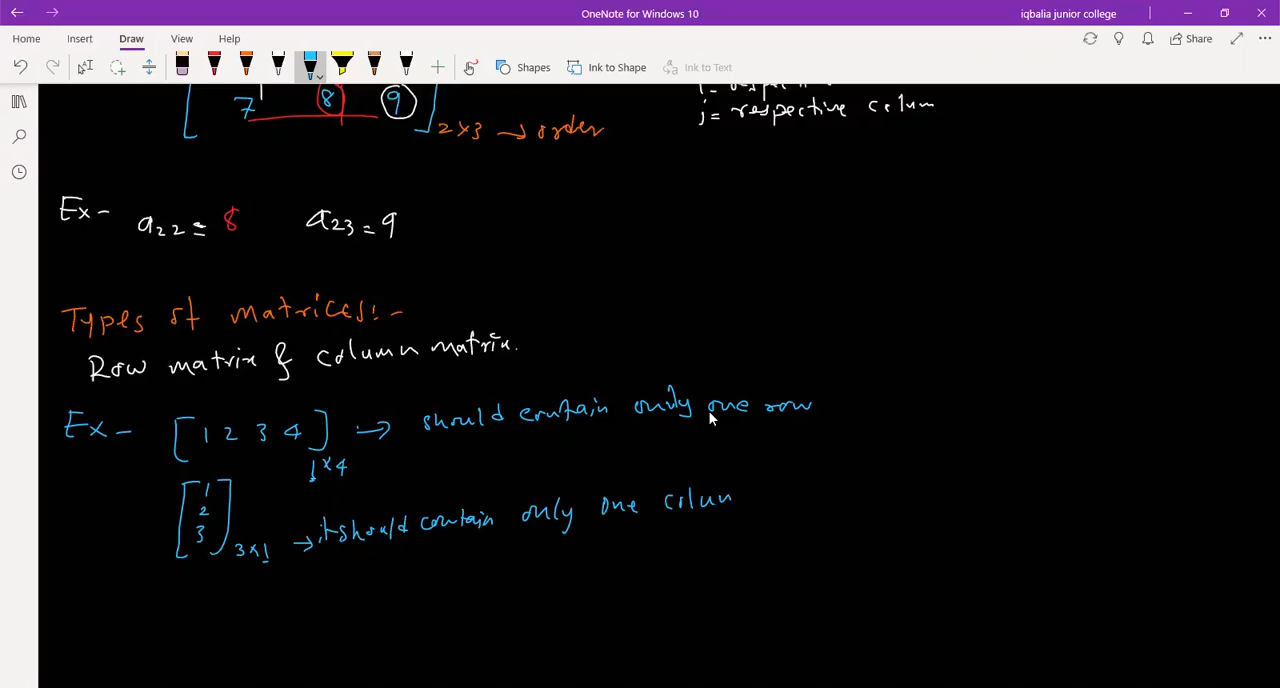 OneNote for Windows 10
iqbalia junior college
Home Insert Draw View Help
Share
Shapes Ink to Shape Ink to Text
7 8 9
2×3 → order
j = respective column
Ex- a22 = 8 a23 = 9
Types of matrices:-
Row matrix & column matrix.
Ex - [1 2 3 4] 1×4 → should contain only one row
1
2
3
3×1 → it should contain only one colun